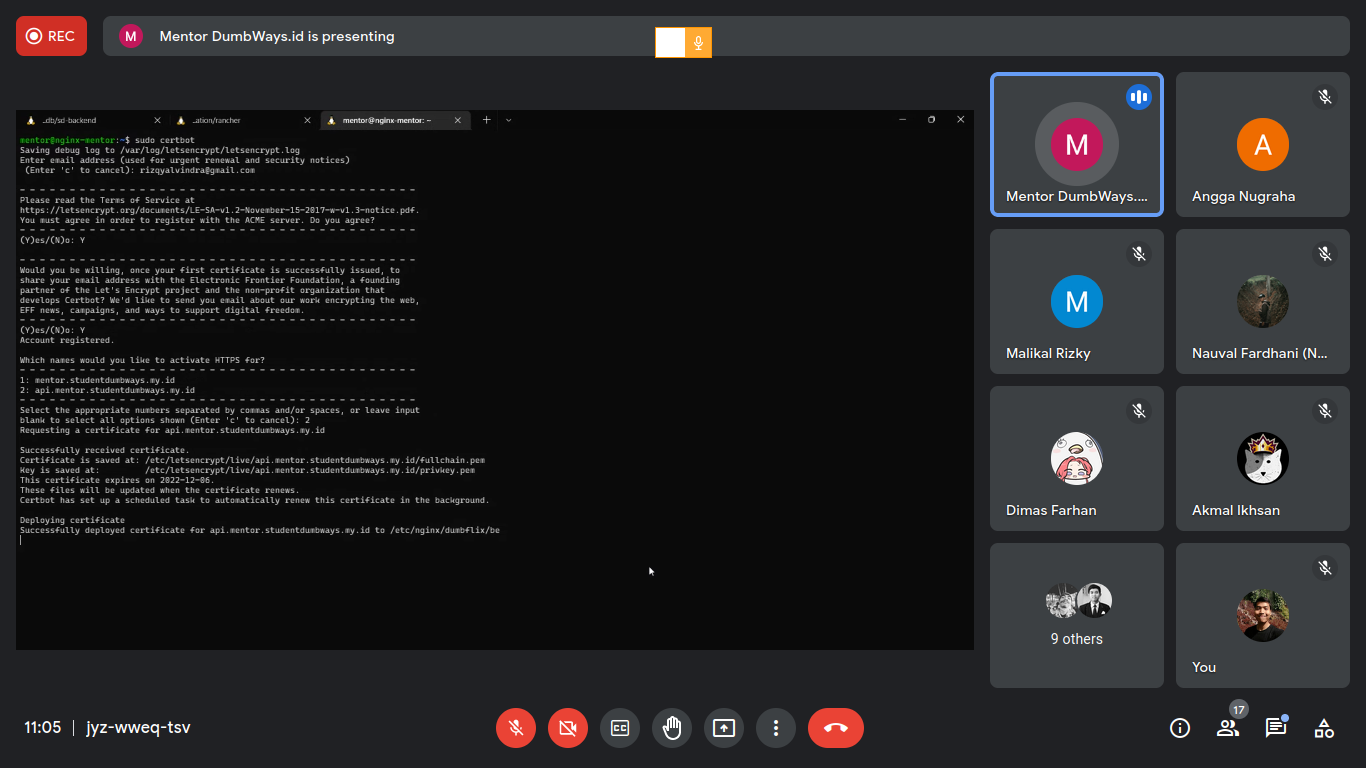 REC
M
Mentor DumbWays.id is presenting
..db/sd-backend
..ation/rancher
mentor@nginx-mentor: ~
mentor@nginx-mentor:~$ sudo certbot
Saving debug log to /var/log/letsencrypt/letsencrypt.log
Enter email address (used for urgent renewal and security notices)
(Enter 'c' to cancel): rizqyalvindra@gmail.com
- - - - - - - - - - - - - - - - - - - - - - - - - - - - - - - - - - - - - - - -
Please read the Terms of Service at
https://letsencrypt.org/documents/LE-SA-v1.2-November-15-2017-w-v1.3-notice.pdf.
You must agree in order to register with the ACME server. Do you agree?
- - - - - - - - - - - - - - - - - - - - - - - - - - - - - - - - - - - - - - - -
(Y)es/(N)o: Y
- - - - - - - - - - - - - - - - - - - - - - - - - - - - - - - - - - - - - - - -
Would you be willing, once your first certificate is successfully issued, to
share your email address with the Electronic Frontier Foundation, a founding
partner of the Let's Encrypt project and the non-profit organization that
develops Certbot? We'd like to send you email about our work encrypting the web,
EFF news, campaigns, and ways to support digital freedom.
- - - - - - - - - - - - - - - - - - - - - - - - - - - - - - - - - - - - - - - -
(Y)es/(N)o: Y
Account registered.
Which names would you like to activate HTTPS for?
- - - - - - - - - - - - - - - - - - - - - - - - - - - - - - - - - - - - - - - -
1: mentor.studentdumbways.my.id
2: api.mentor.studentdumbways.my.id
- - - - - - - - - - - - - - - - - - - - - - - - - - - - - - - - - - - - - - - -
Select the appropriate numbers separated by commas and/or spaces, or leave input
blank to select all options shown (Enter 'c' to cancel): 2
Requesting a certificate for api.mentor.studentdumbways.my.id
Successfully received certificate.
Certificate is saved at: /etc/letsencrypt/live/api.mentor.studentdumbways.my.id/fullchain.pem
Key is saved at: /etc/letsencrypt/live/api.mentor.studentdumbways.my.id/privkey.pem
This certificate expires on 2022-12-06.
These files will be updated when the certificate renews.
Certbot has set up a scheduled task to automatically renew this certificate in the background.
Deploying certificate
Successfully deployed certificate for api.mentor.studentdumbways.my.id to /etc/nginx/dumbflix/be
M
Mentor DumbWays....
A
Angga Nugraha
M
Malikal Rizky
Nauval Fardhani (N...
Dimas Farhan
Akmal Ikhsan
9 others
You
11:05
jyz-wweq-tsv
CC
17